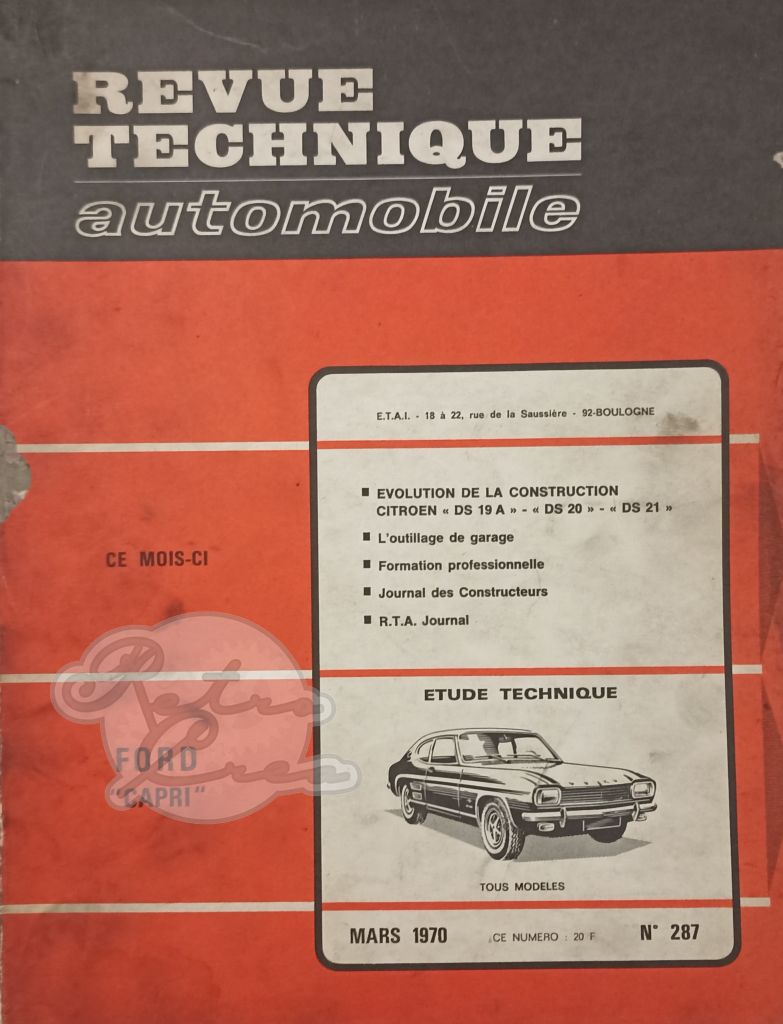 REVUE
TECHNIQUE
automobile
E.T.A.I. - 18 à 22, rue de la Saussière - 92-BOULOGNE
■ EVOLUTION DE LA CONSTRUCTION
CITROEN « DS 19 A » - « DS 20 » - « DS 21 »
■ L'outillage de garage
■ Formation professionnelle
■ Journal des Constructeurs
■ R.T.A. Journal
CE MOIS-CI
ETUDE TECHNIQUE
Retro
Crea
FORD
"CAPRI"
TOUS MODELES
MARS 1970 CE NUMERO : 20 F N° 287